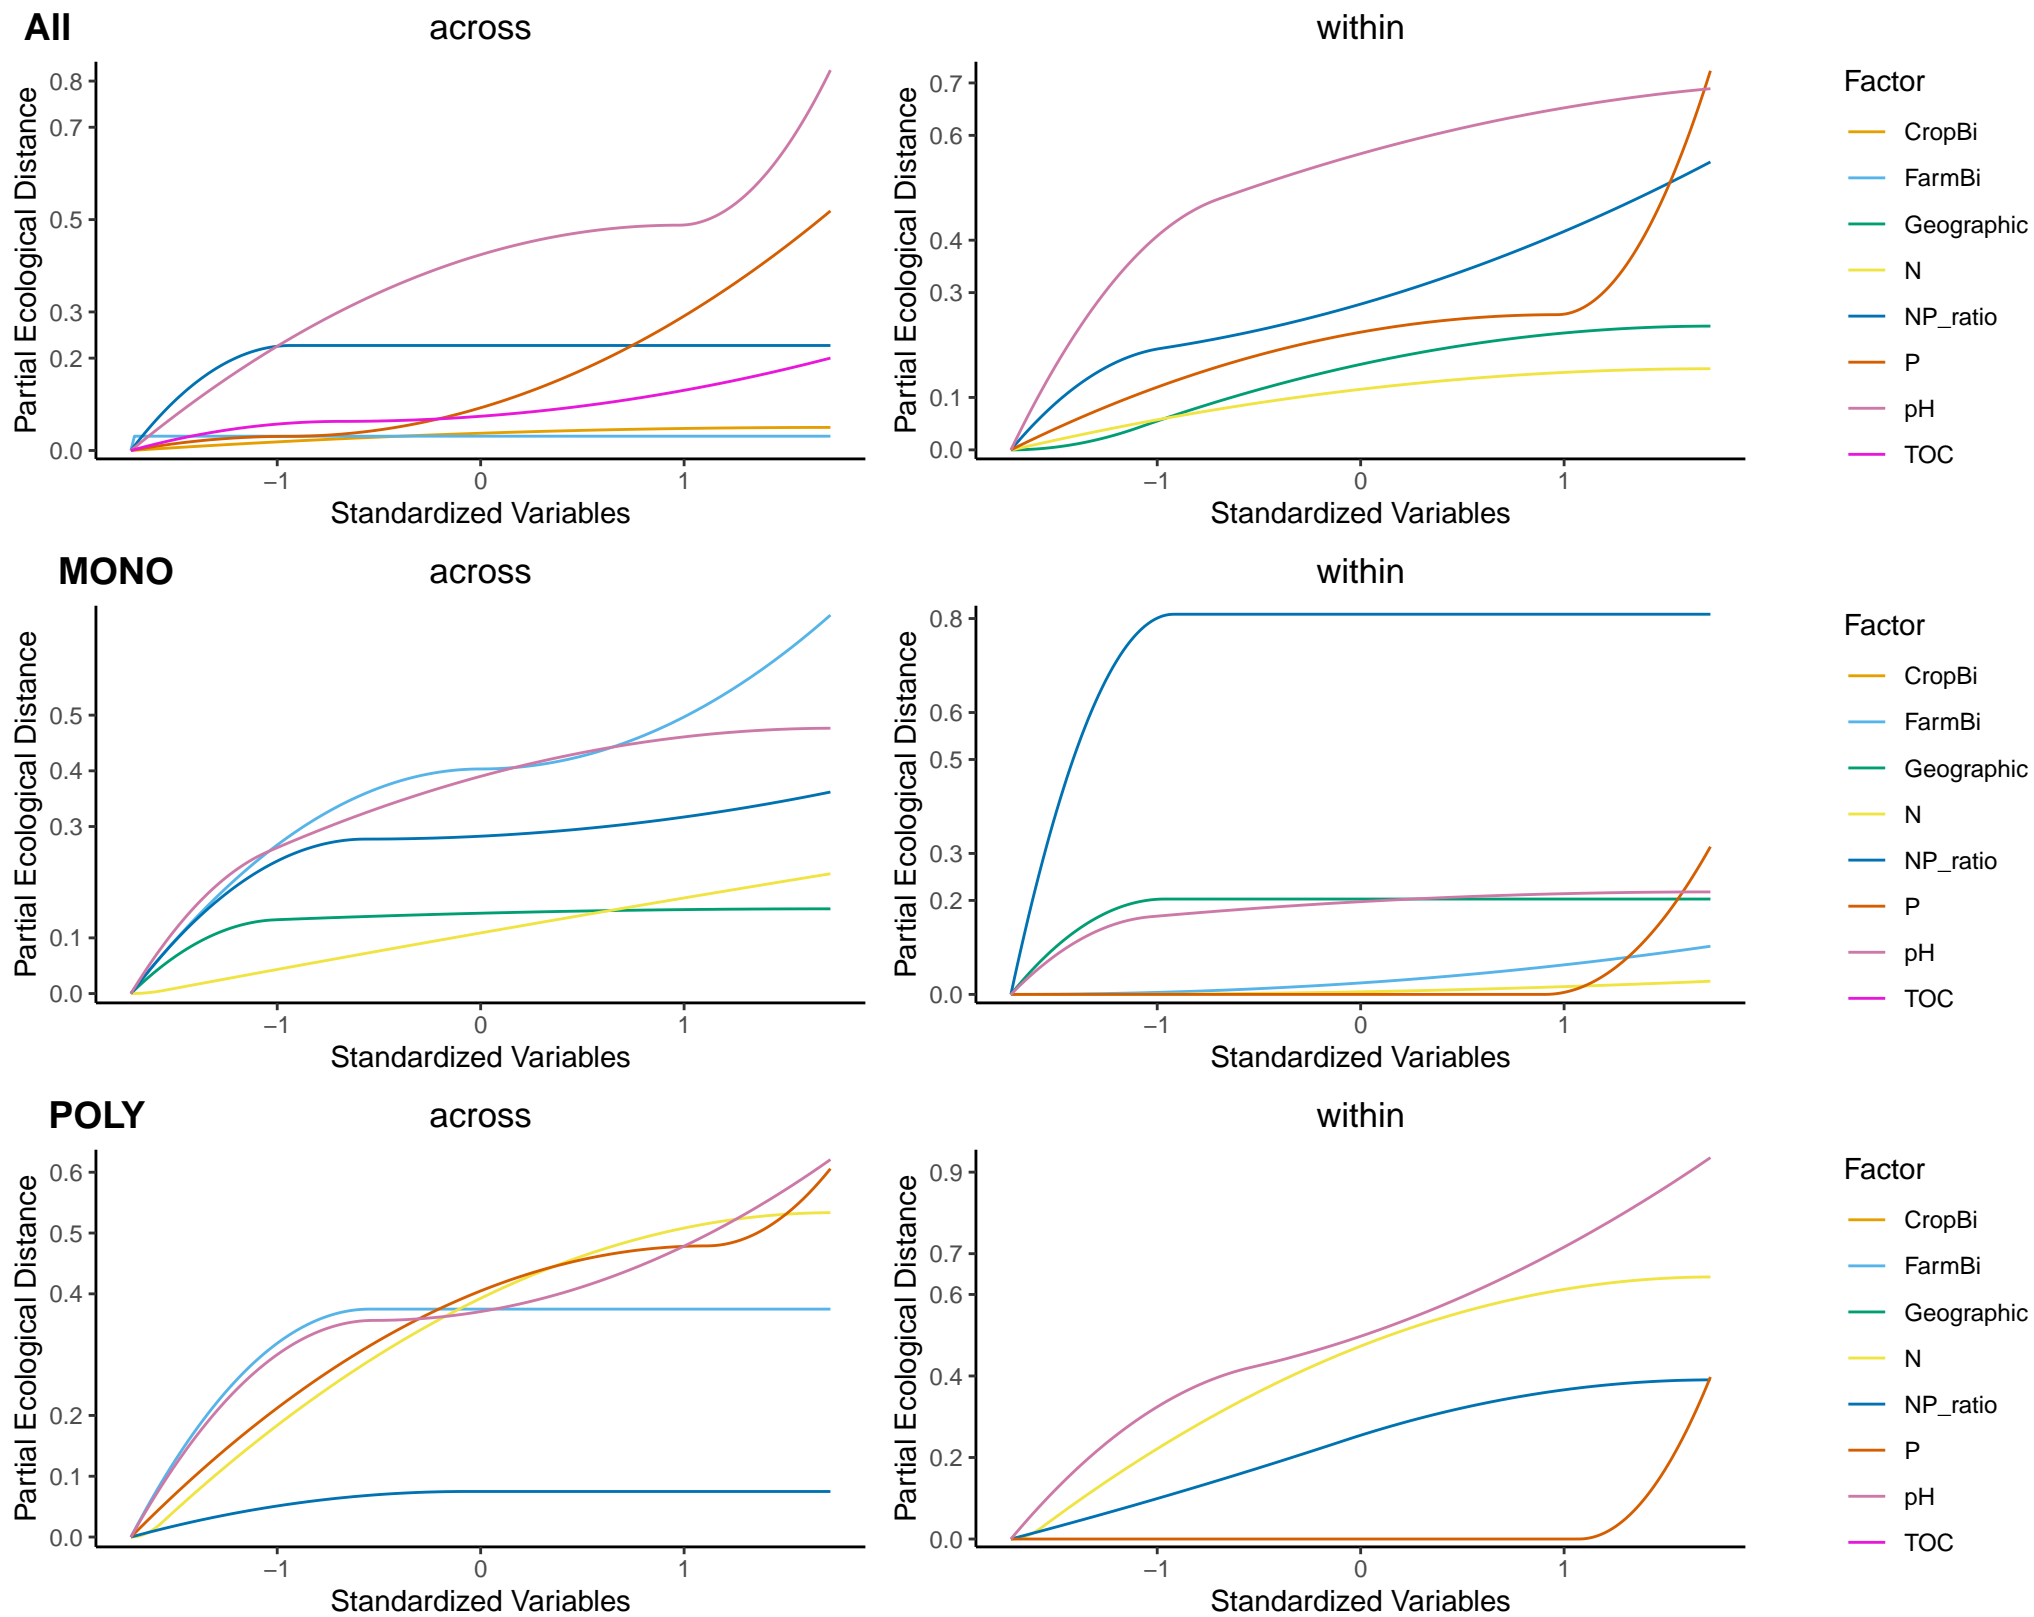 All
across
within
Partial Ecological Distance
0.8
0.7
0.5
0.3
0.2
0.0
−1
0
1
Standardized Variables
Partial Ecological Distance
0.7
0.6
0.4
0.3
0.1
0.0
−1
0
1
Standardized Variables
Factor
CropBi
FarmBi
Geographic
N
NP_ratio
P
pH
TOC
MONO
across
within
Partial Ecological Distance
0.5
0.4
0.3
0.1
0.0
−1
0
1
Standardized Variables
Partial Ecological Distance
0.8
0.6
0.5
0.3
0.2
0.0
−1
0
1
Standardized Variables
Factor
CropBi
FarmBi
Geographic
N
NP_ratio
P
pH
TOC
POLY
across
within
Partial Ecological Distance
0.6
0.5
0.4
0.2
0.1
0.0
−1
0
1
Standardized Variables
Partial Ecological Distance
0.9
0.7
0.6
0.4
0.2
0.0
−1
0
1
Standardized Variables
Factor
CropBi
FarmBi
Geographic
N
NP_ratio
P
pH
TOC